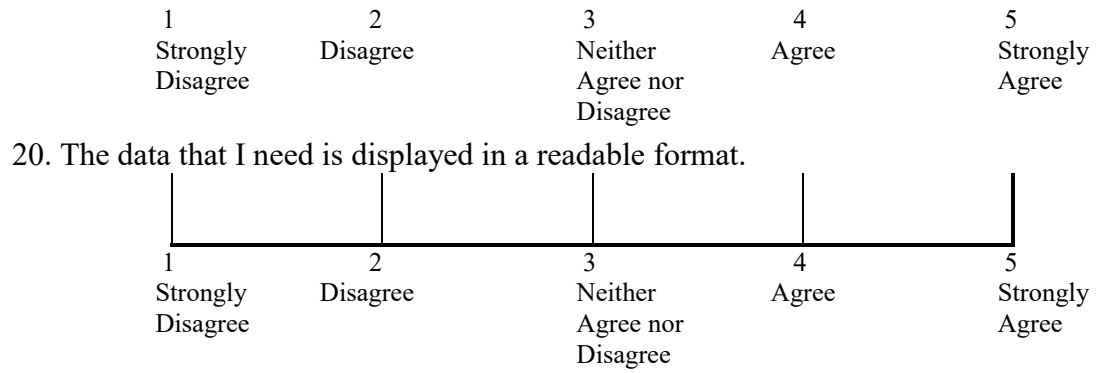 1 2 3 4 5
Strongly Disagree Neither Agree Strongly
Disagree Agree nor Agree
Disagree
20. The data that I need is displayed in a readable format.
1 2 3 4 5
Strongly Disagree Neither Agree Strongly
Disagree Agree nor Agree
Disagree